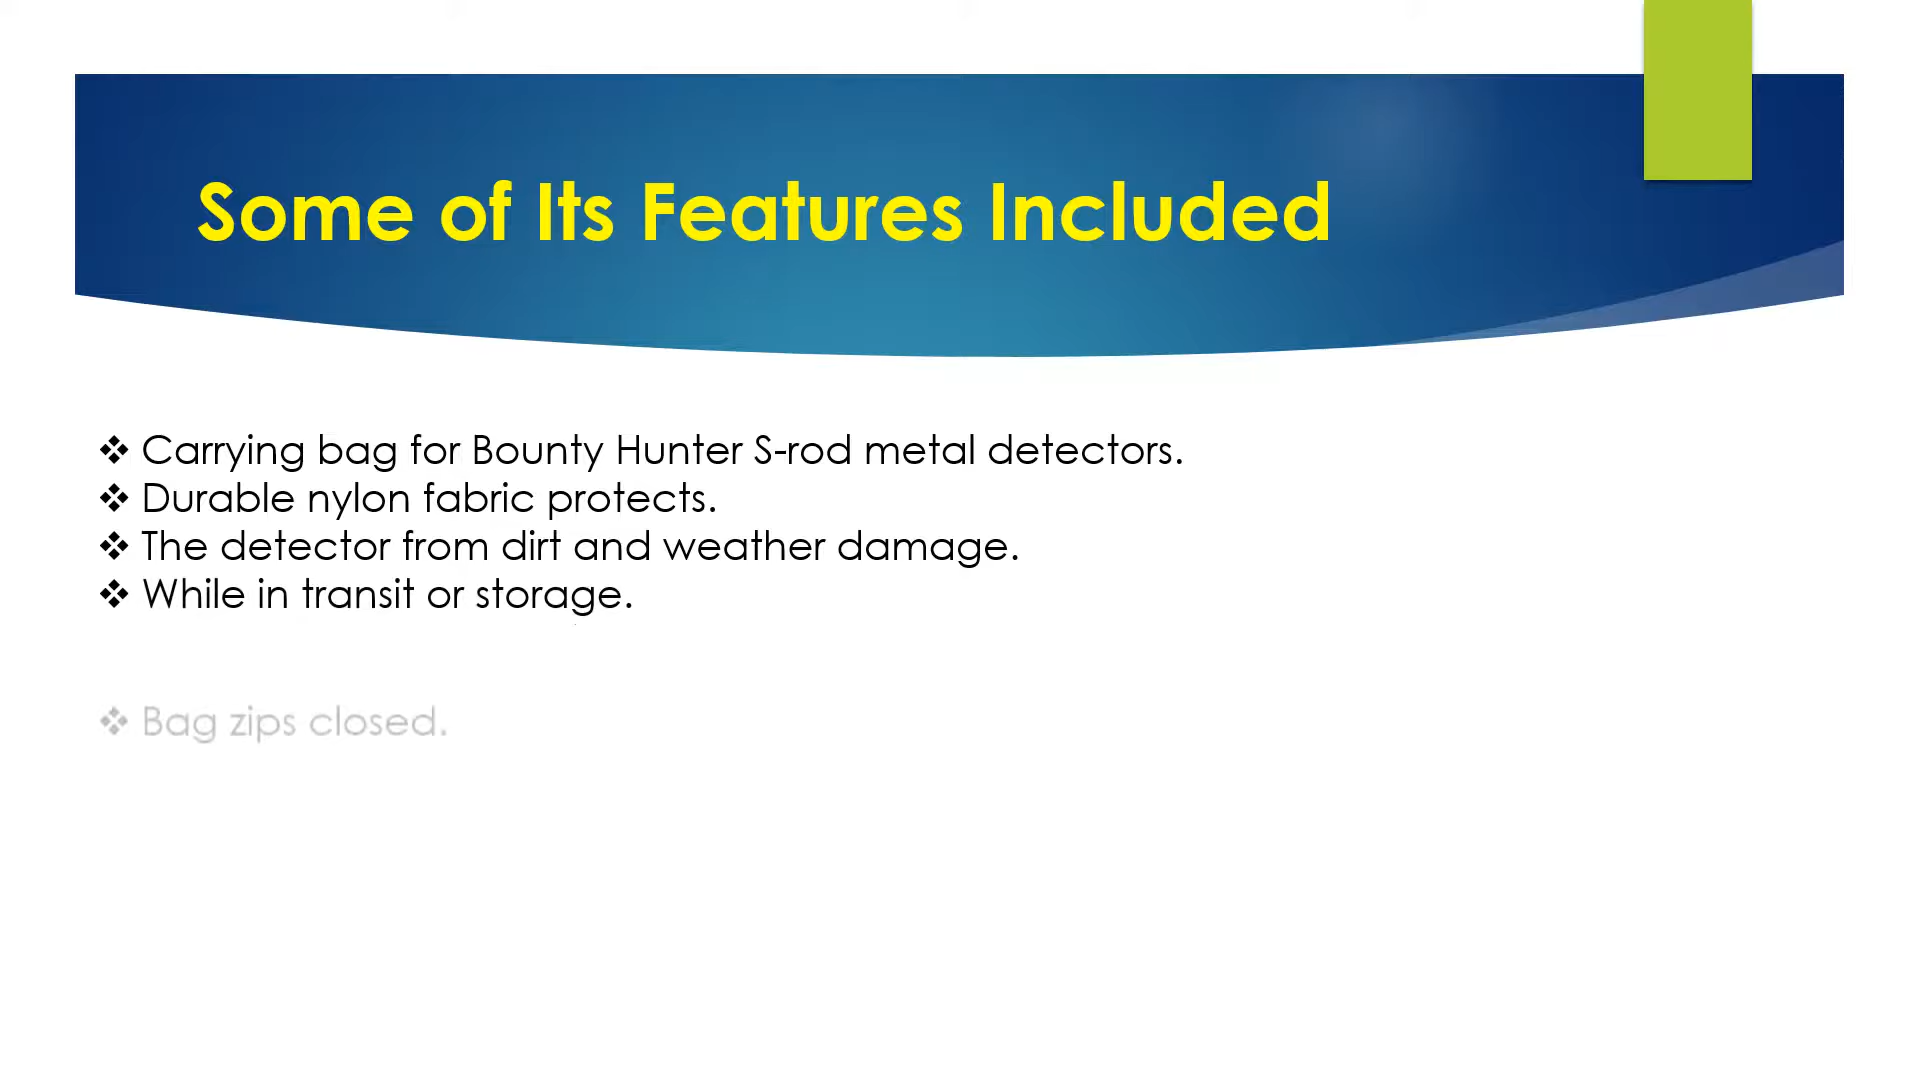 Some of Its Features Included
❖ Carrying bag for Bounty Hunter S-rod metal detectors.
❖ Durable nylon fabric protects.
❖ The detector from dirt and weather damage.
❖ While in transit or storage.
❖ Bag zips closed.